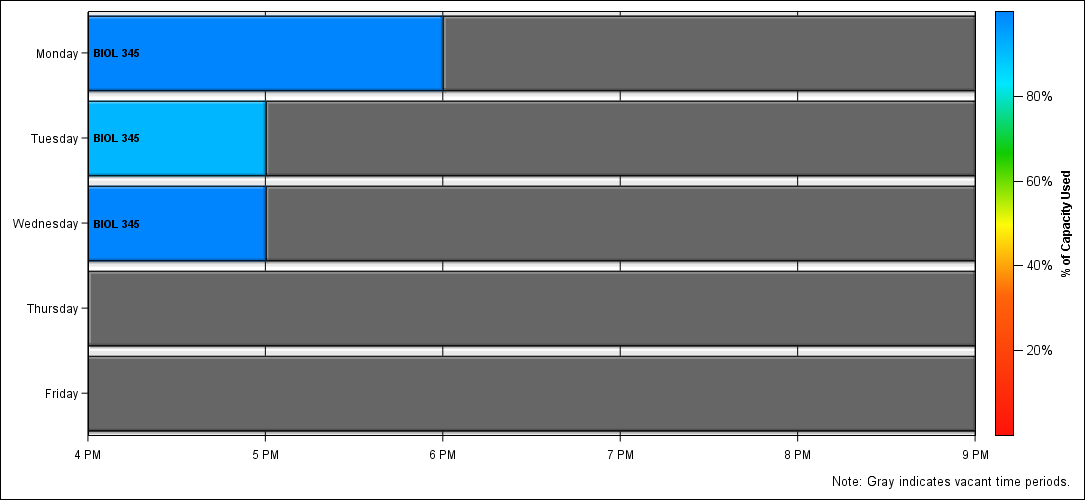 Monday
BIOL 345
Tuesday
BIOL 345
Wednesday
BIOL 345
Thursday
Friday
4 PM
5 PM
6 PM
7 PM
8 PM
9 PM
80%
60%
40%
20%
% of Capacity Used
Note: Gray indicates vacant time periods.